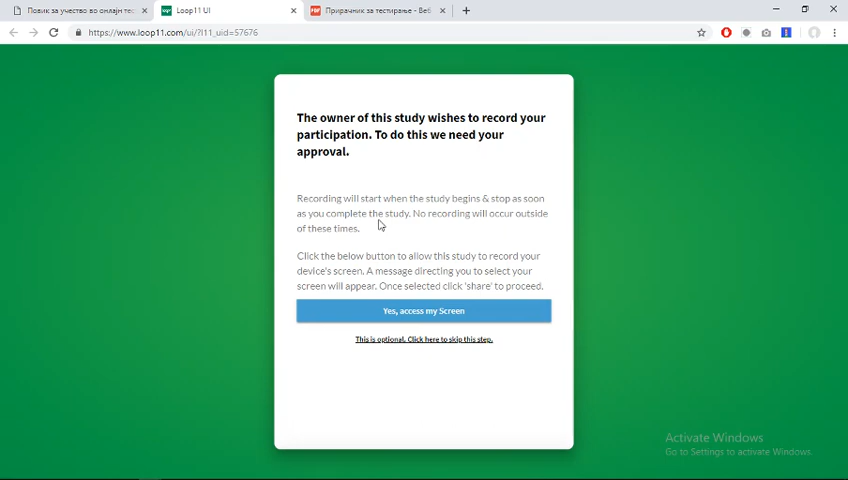 Повик за учество во онлајн тес
Loop11 UI
Прирачник за тестирање - Веб
https://www.loop11.com/ui/?l11_uid=57676
The owner of this study wishes to record your
participation. To do this we need your
approval.
Recording will start when the study begins & stop as soon
as you complete the study. No recording will occur outside
of these times.
Click the below button to allow this study to record your
device's screen. A message directing you to select your
screen will appear. Once selected click 'share' to proceed.
Yes, access my Screen
This is optional. Click here to skip this step.
Activate Windows
Go to Settings to activate Windows.